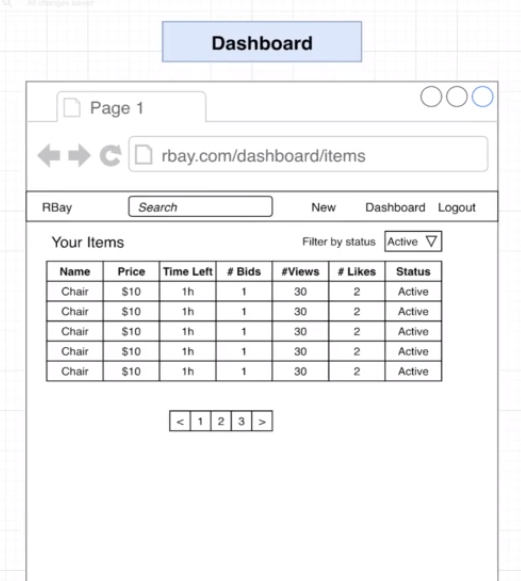 All changes saved
Dashboard
Page 1
rbay.com/dashboard/items
RBay Search New Dashboard Logout
Your Items Filter by status Active
Name Price Time Left # Bids #Views # Likes Status
Chair $10 1h 1 30 2 Active
Chair $10 1h 1 30 2 Active
Chair $10 1h 1 30 2 Active
Chair $10 1h 1 30 2 Active
Chair $10 1h 1 30 2 Active
< 1 2 3 >